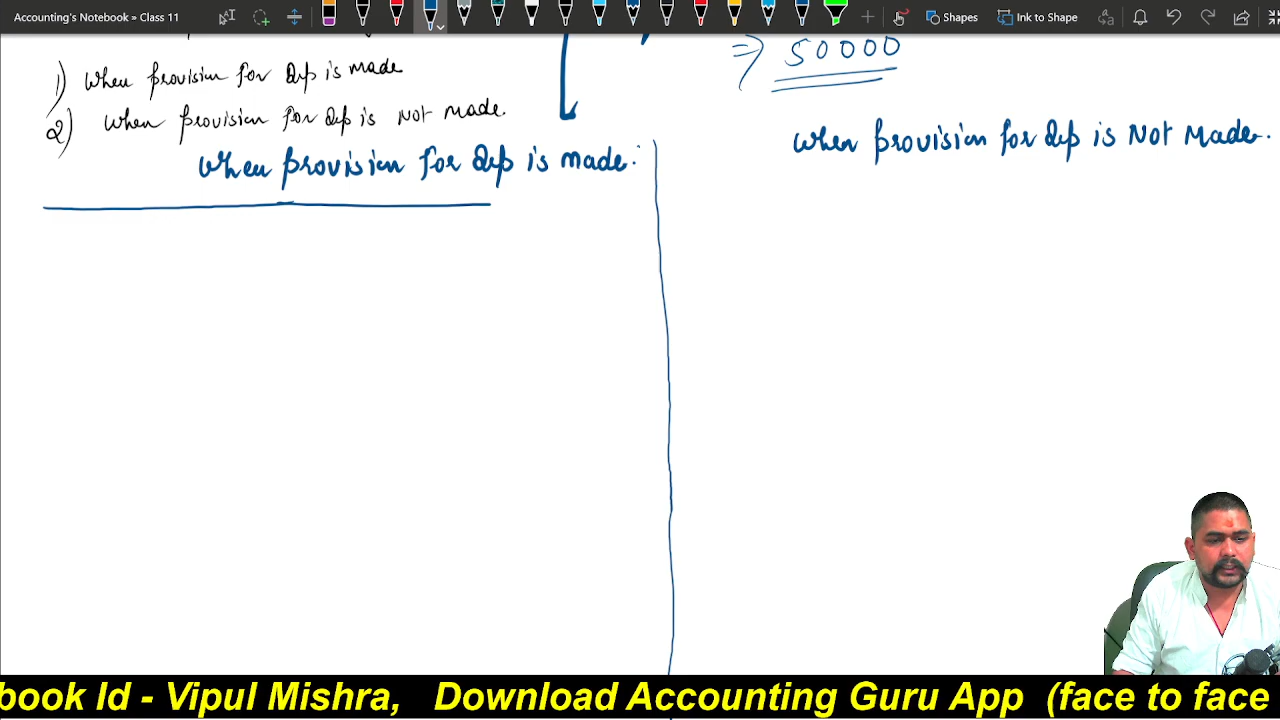 Accounting's Notebook » Class 11
Shapes
Ink to Shape
⇒ 50000
1) When provision for Dep is made
2) When provision for Dep is Not made.
When provision for Dep is made.
When provision for Dep is Not Made.
book Id - Vipul Mishra, Download Accounting Guru App (face to face